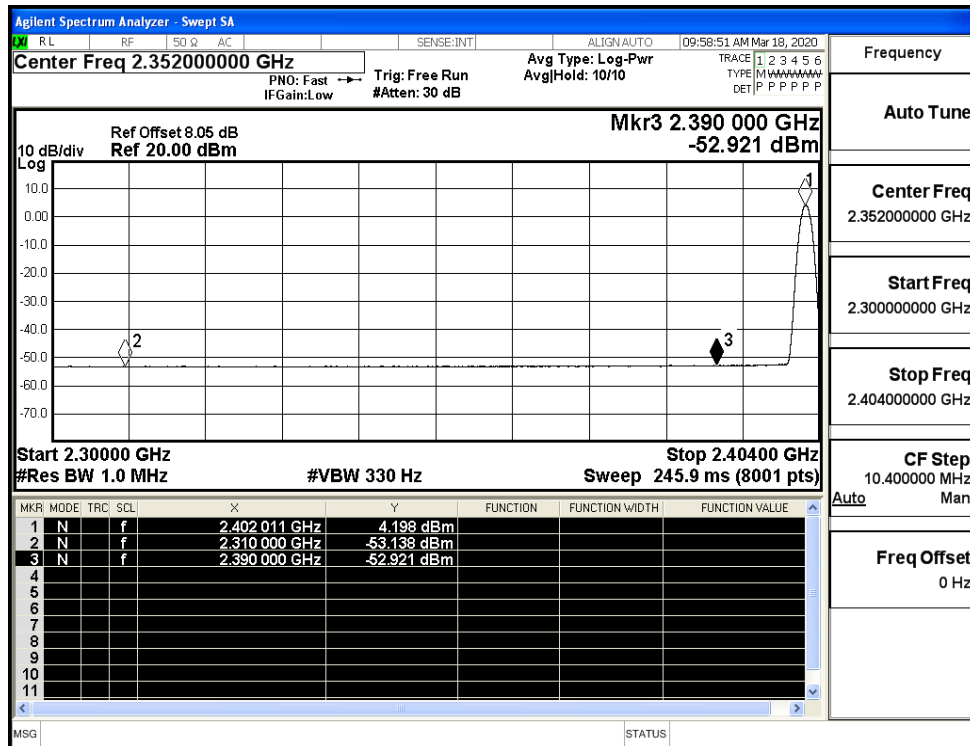 Agilent Spectrum Analyzer - Swept SA
LXI RL RF 50 Ω AC SENSE:INT ALIGN AUTO 09:58:51 AM Mar 18, 2020
Center Freq 2.352000000 GHz
PNO: Fast
IFGain:Low
Trig: Free Run
#Atten: 30 dB
Avg Type: Log-Pwr
Avg|Hold: 10/10
TRACE 1 2 3 4 5 6
TYPE M WWWWW
DET P P P P P P
Ref Offset 8.05 dB
10 dB/div Ref 20.00 dBm
Log
Mkr3 2.390 000 GHz
-52.921 dBm
10.0
0.00
-10.0
-20.0
-30.0
-40.0
-50.0
-60.0
-70.0
1
2
3
Start 2.30000 GHz Stop 2.40400 GHz
#Res BW 1.0 MHz #VBW 330 Hz Sweep 245.9 ms (8001 pts)
MKR MODE TRC SCL X Y FUNCTION FUNCTION WIDTH FUNCTION VALUE
1 N f 2.402 011 GHz 4.198 dBm
2 N f 2.310 000 GHz -53.138 dBm
3 N f 2.390 000 GHz -52.921 dBm
4
5
6
7
8
9
10
11
MSG STATUS
Frequency
Auto Tune
Center Freq
2.352000000 GHz
Start Freq
2.300000000 GHz
Stop Freq
2.404000000 GHz
CF Step
10.400000 MHz
Auto Man
Freq Offset
0 Hz